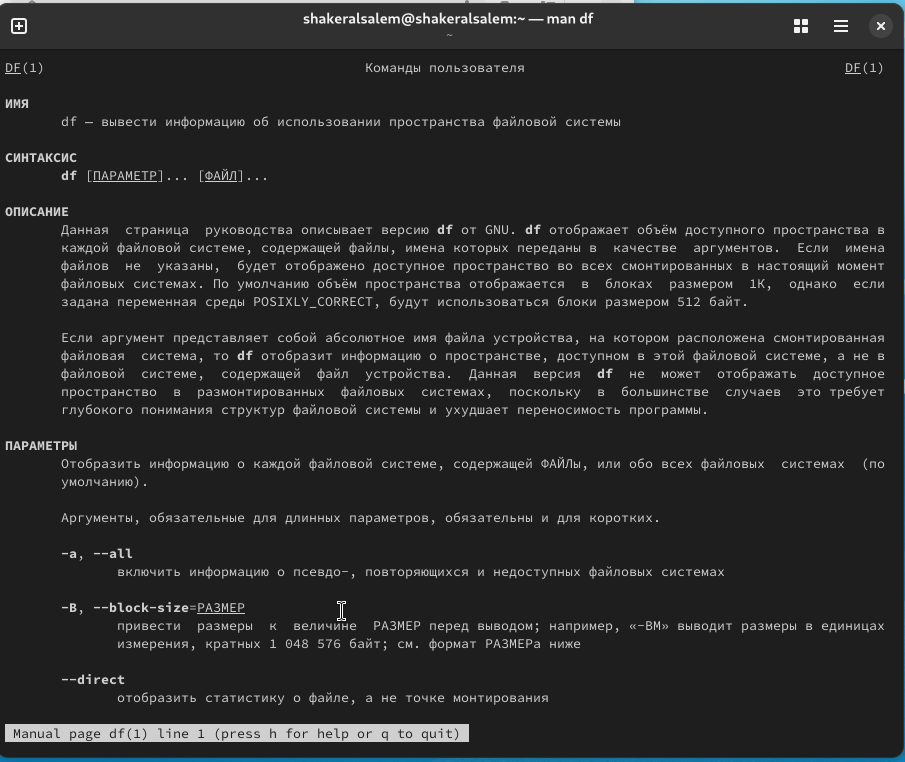 shakeralsalem@shakeralsalem:~ — man df
~
DF(1) Команды пользователя DF(1)
ИМЯ
df — вывести информацию об использовании пространства файловой системы
СИНТАКСИС
df [ПАРАМЕТР]... [ФАЙЛ]...
ОПИСАНИЕ
Данная страница руководства описывает версию df от GNU. df отображает объём доступного пространства в
каждой файловой системе, содержащей файлы, имена которых переданы в качестве аргументов. Если имена
файлов не указаны, будет отображено доступное пространство во всех смонтированных в настоящий момент
файловых системах. По умолчанию объём пространства отображается в блоках размером 1K, однако если
задана переменная среды POSIXLY_CORRECT, будут использоваться блоки размером 512 байт.
Если аргумент представляет собой абсолютное имя файла устройства, на котором расположена смонтированная
файловая система, то df отобразит информацию о пространстве, доступном в этой файловой системе, а не в
файловой системе, содержащей файл устройства. Данная версия df не может отображать доступное
пространство в размонтированных файловых системах, поскольку в большинстве случаев это требует
глубокого понимания структур файловой системы и ухудшает переносимость программы.
ПАРАМЕТРЫ
Отобразить информацию о каждой файловой системе, содержащей ФАЙЛы, или обо всех файловых системах (по
умолчанию).
Аргументы, обязательные для длинных параметров, обязательны и для коротких.
-a, --all
включить информацию о псевдо-, повторяющихся и недоступных файловых системах
-B, --block-size=РАЗМЕР
привести размеры к величине РАЗМЕР перед выводом; например, «-BM» выводит размеры в единицах
измерения, кратных 1 048 576 байт; см. формат РАЗМЕРа ниже
--direct
отобразить статистику о файле, а не точке монтирования
Manual page df(1) line 1 (press h for help or q to quit)